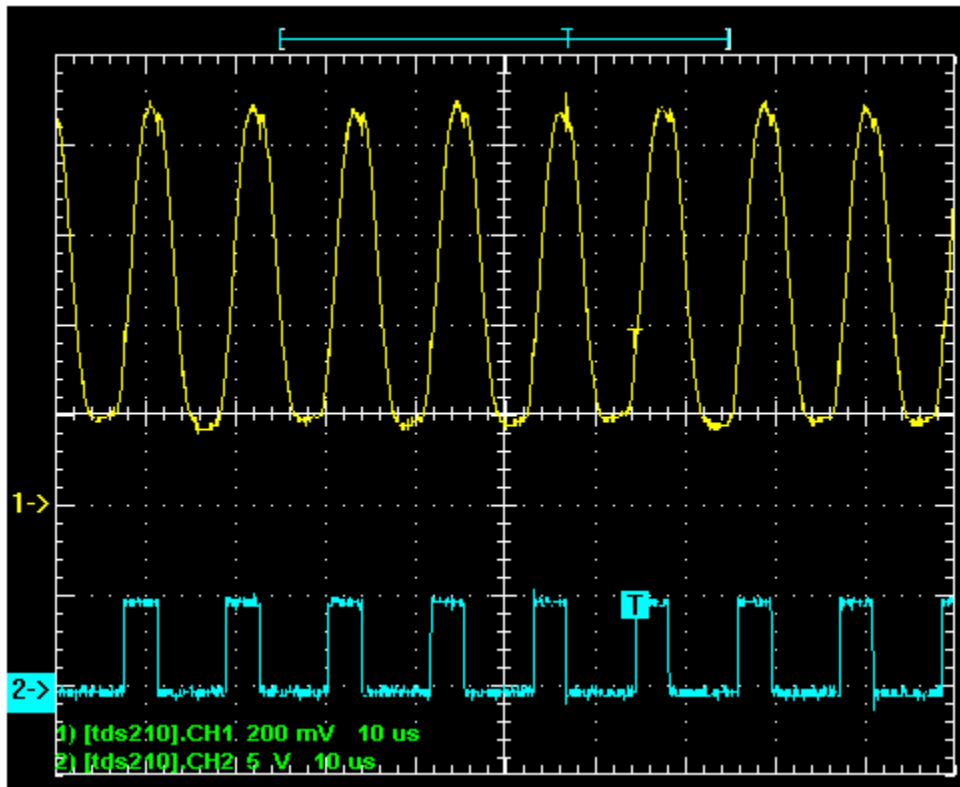 T
T
1->
T
2->
1) [tds210].CH1 200 mV 10 us
2) [tds210].CH2 5 V 10 us